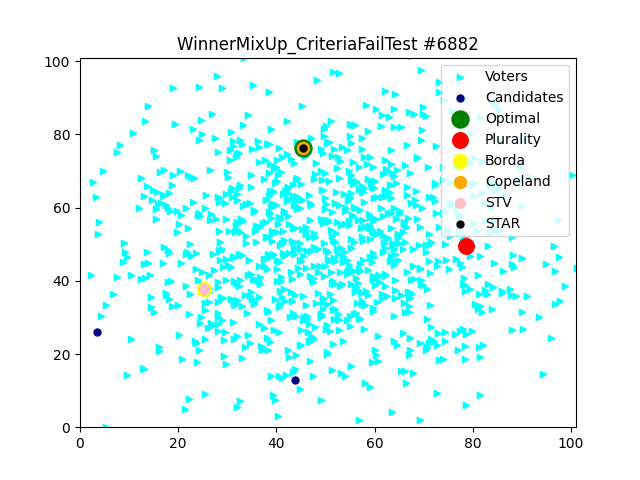 WinnerMixUp_CriteriaFailTest #6882
100
80
60
40
20
0
0 20 40 60 80 100
Voters
Candidates
Optimal
Plurality
Borda
Copeland
STV
STAR